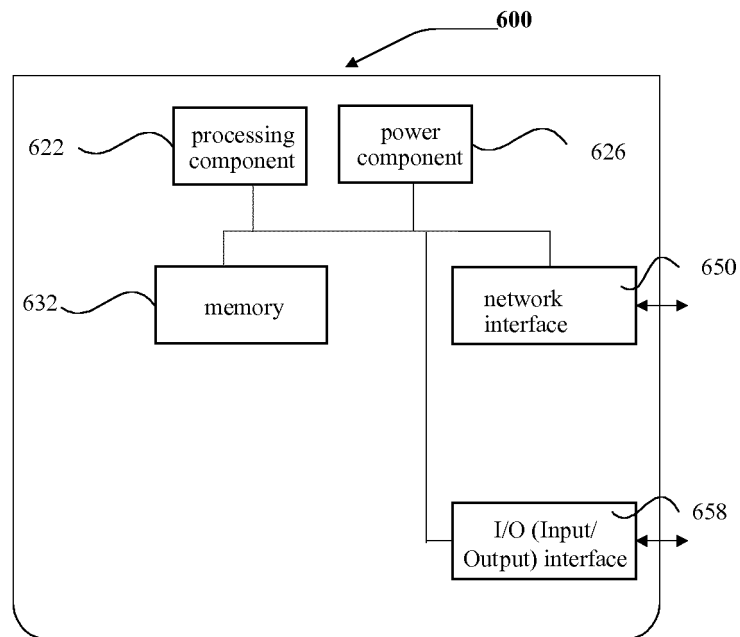 600
processing
component
622
power
component
626
memory
632
network
interface
650
I/O (Input/
Output) interface
658